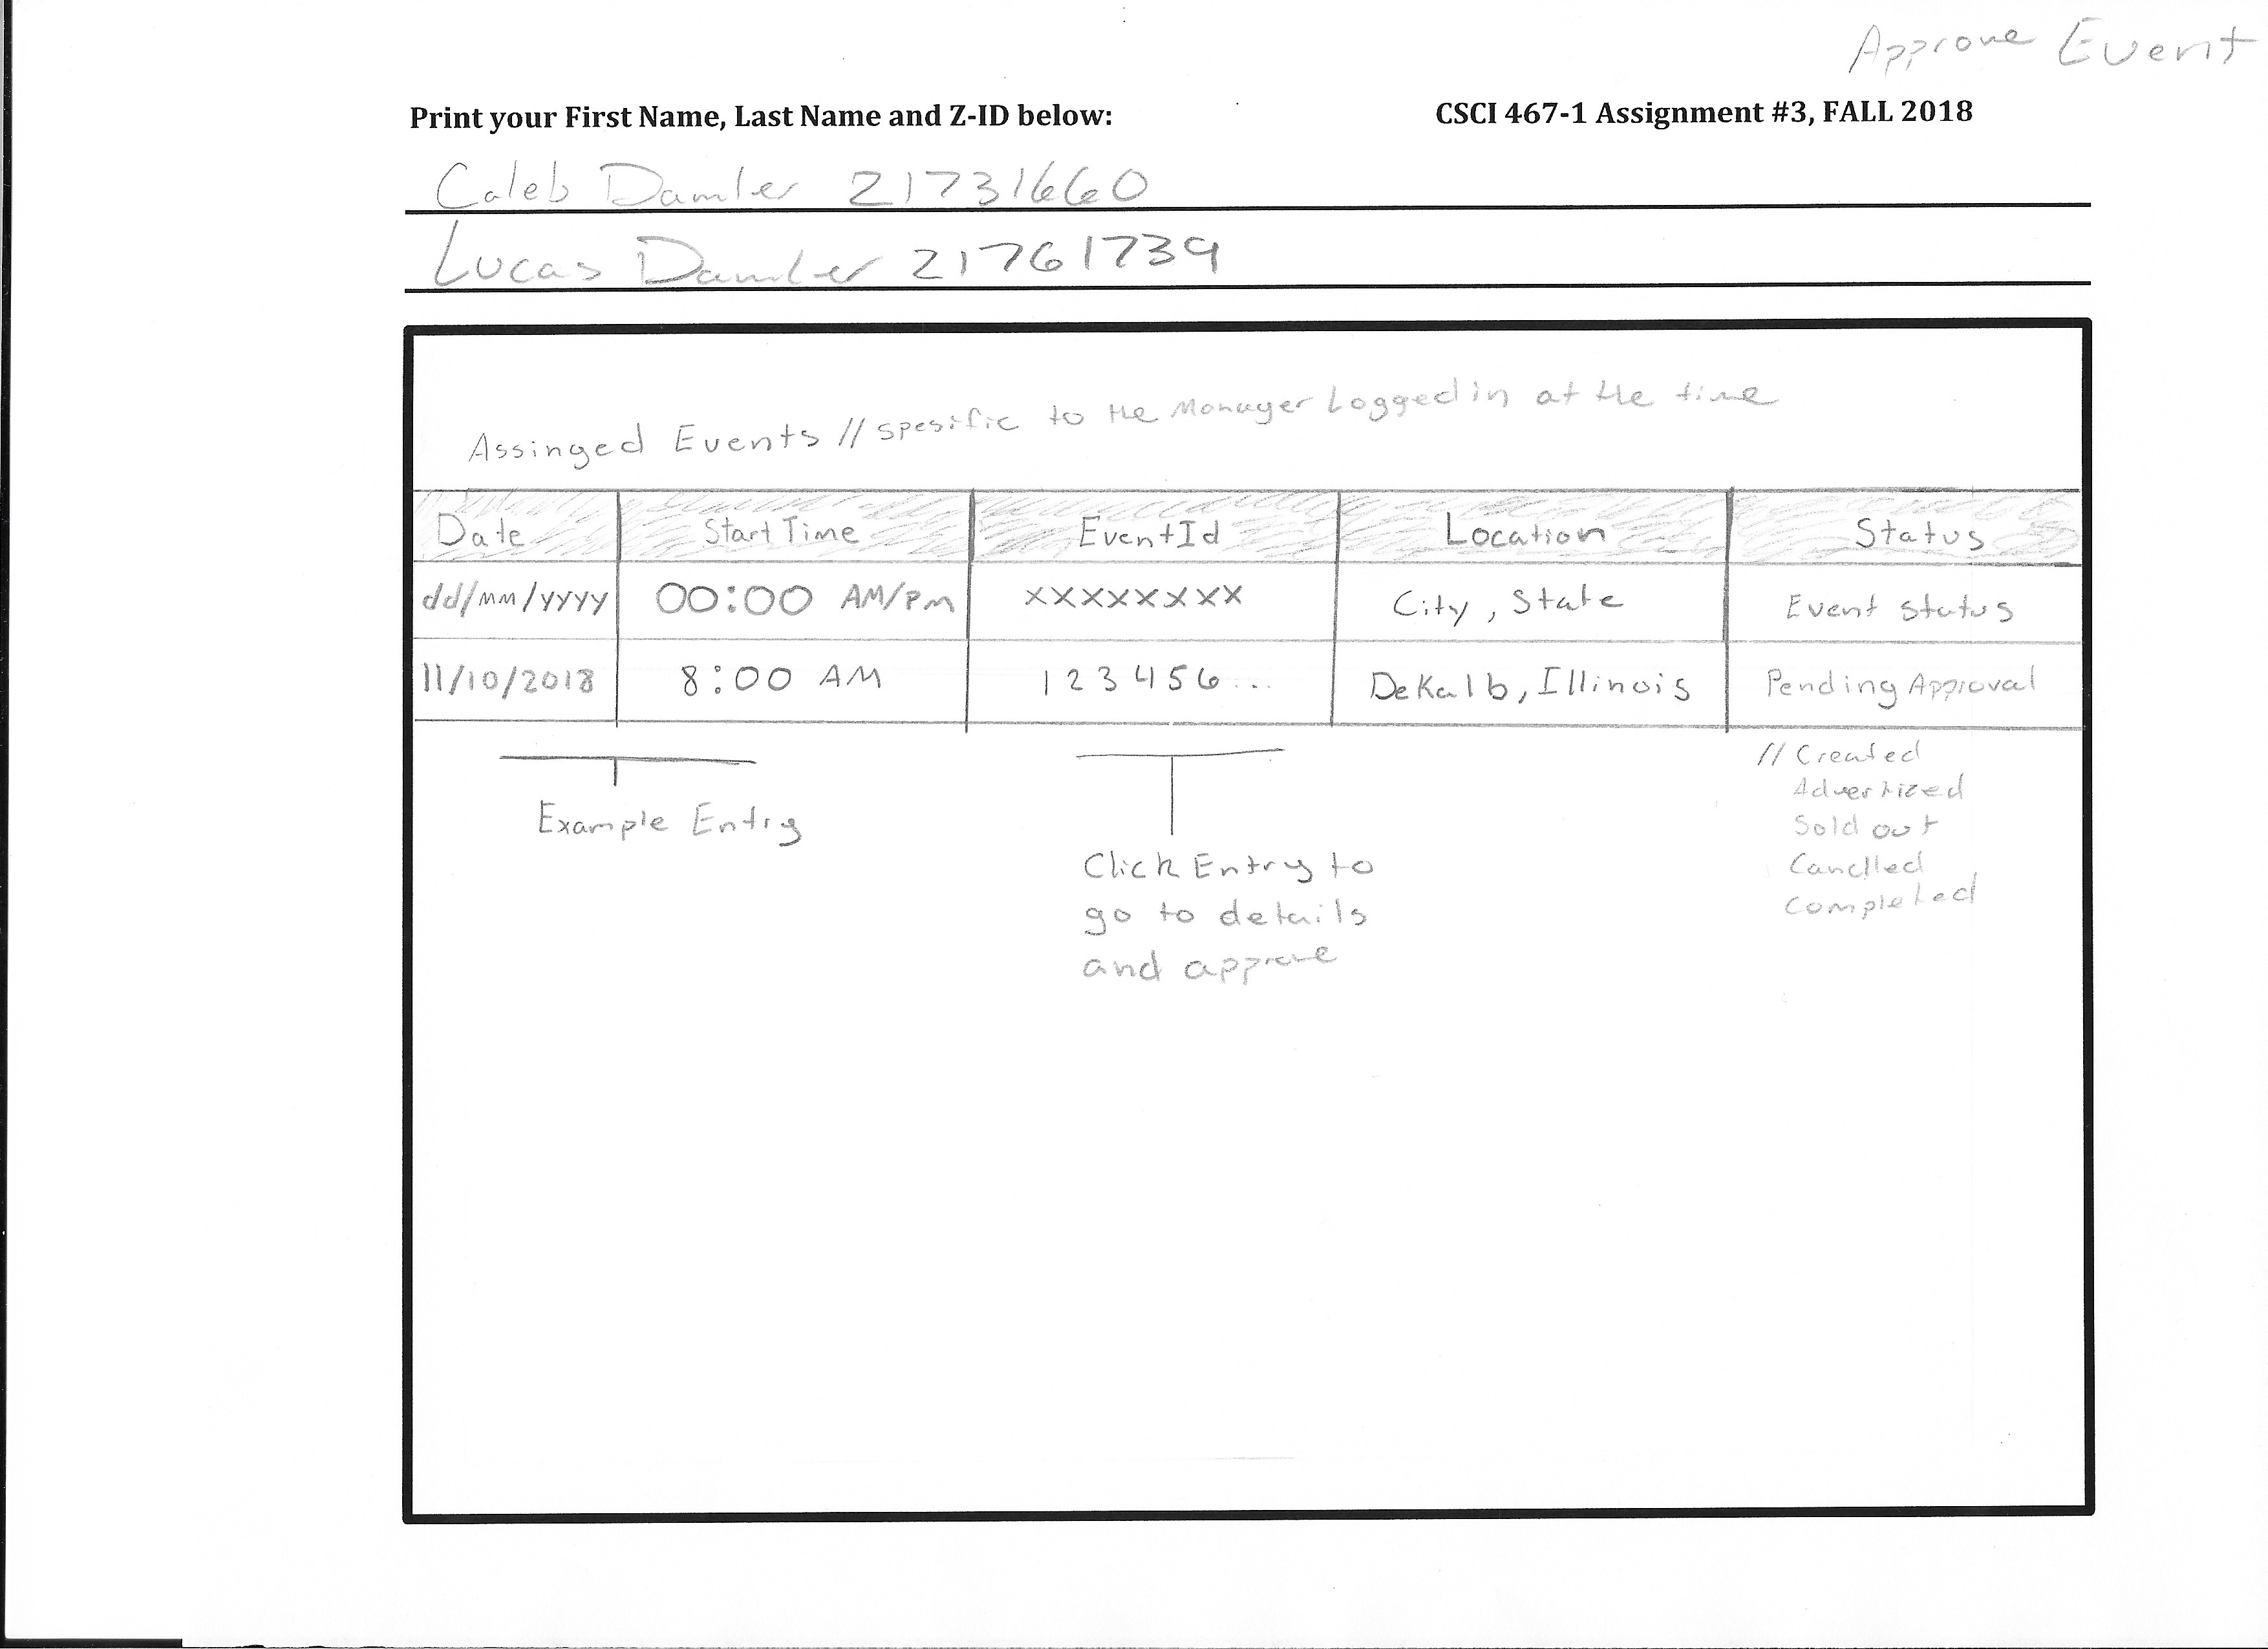 Approve Event
Print your First Name, Last Name and Z-ID below: CSCI 467-1 Assignment #3, FALL 2018
Caleb Damler 21731660
Lucas Damler 21761739
Assinged Events // spesific to the Manager Logged in at the time
Date Start Time EventId Location Status
dd/mm/yyyy 00:00 AM/pm xxxxxxxx City, State Event status
11/10/2018 8:00 AM 123456... DeKalb, Illinois Pending Approval
// Created
Advertized
Sold out
Canclled
Completed
Example Entry
Click Entry to
go to details
and approve